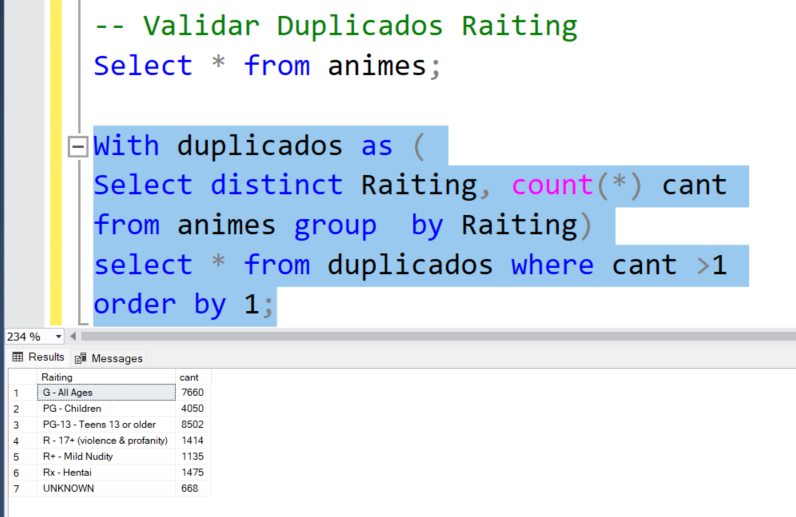 -- Validar Duplicados Raiting
Select * from animes;
With duplicados as (
Select distinct Raiting, count(*) cant
from animes group  by Raiting)
select * from duplicados where cant >1
order by 1;
234 %
Results Messages
Raiting cant
1 G - All Ages 7660
2 PG - Children 4050
3 PG-13 - Teens 13 or older 8502
4 R - 17+ (violence & profanity) 1414
5 R+ - Mild Nudity 1135
6 Rx - Hentai 1475
7 UNKNOWN 668